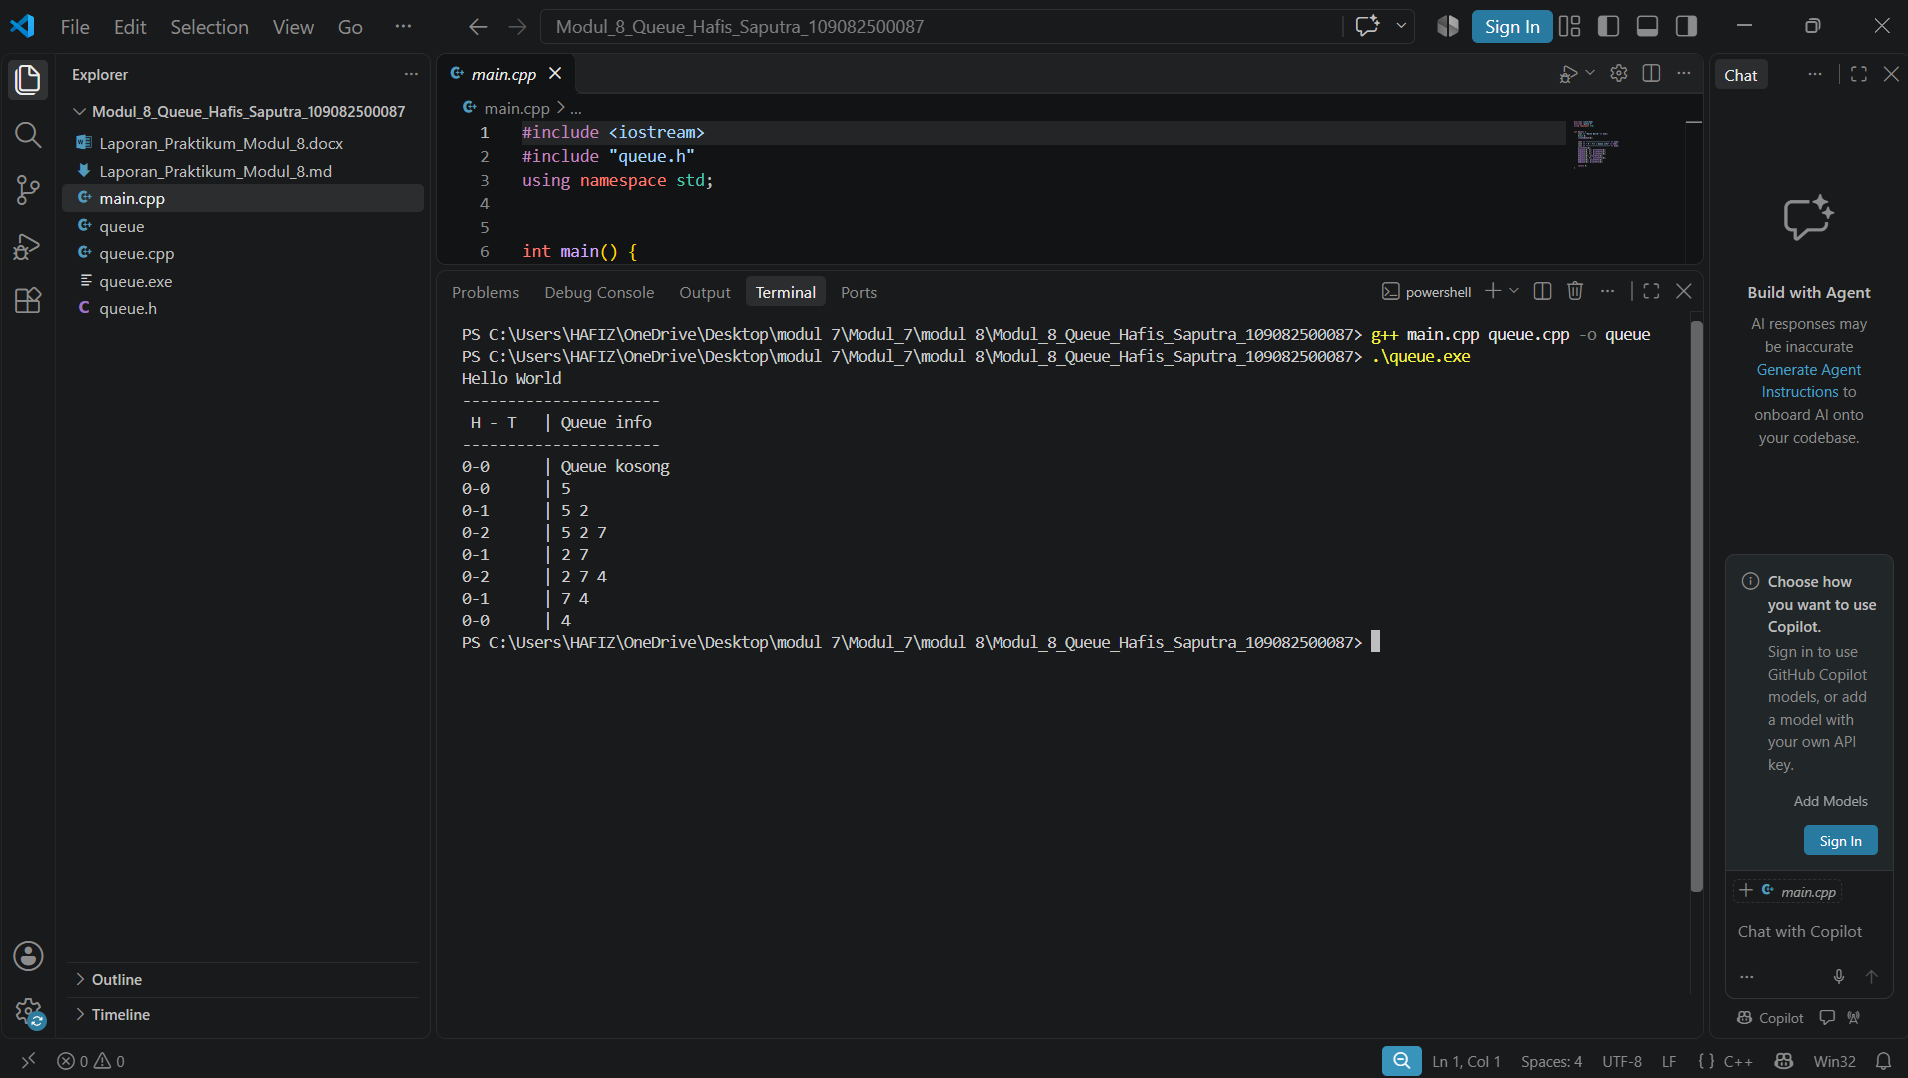 File Edit Selection View Go ···
Modul_8_Queue_Hafis_Saputra_109082500087
Sign In
Explorer
Modul_8_Queue_Hafis_Saputra_109082500087
Laporan_Praktikum_Modul_8.docx
Laporan_Praktikum_Modul_8.md
main.cpp
queue
queue.cpp
queue.exe
queue.h
Outline
Timeline
main.cpp
main.cpp > ...
1 #include <iostream>
2 #include "queue.h"
3 using namespace std;
4
5
6 int main() {
Problems Debug Console Output Terminal Ports
powershell
PS C:\Users\HAFIZ\OneDrive\Desktop\modul 7\Modul_7\modul 8\Modul_8_Queue_Hafis_Saputra_109082500087> g++ main.cpp queue.cpp -o queue
PS C:\Users\HAFIZ\OneDrive\Desktop\modul 7\Modul_7\modul 8\Modul_8_Queue_Hafis_Saputra_109082500087> .\queue.exe
Hello World
----------------------
H - T | Queue info
----------------------
0-0 | Queue kosong
0-0 | 5
0-1 | 5 2
0-2 | 5 2 7
0-1 | 2 7
0-2 | 2 7 4
0-1 | 7 4
0-0 | 4
PS C:\Users\HAFIZ\OneDrive\Desktop\modul 7\Modul_7\modul 8\Modul_8_Queue_Hafis_Saputra_109082500087>
Chat
Build with Agent
AI responses may
be inaccurate
Generate Agent
Instructions to
onboard AI onto
your codebase.
Choose how
you want to use
Copilot.
Sign in to use
GitHub Copilot
models, or add
a model with
your own API
key.
Add Models
Sign In
main.cpp
Chat with Copilot
Copilot
0 0
Ln 1, Col 1 Spaces: 4 UTF-8 LF {} C++ Win32